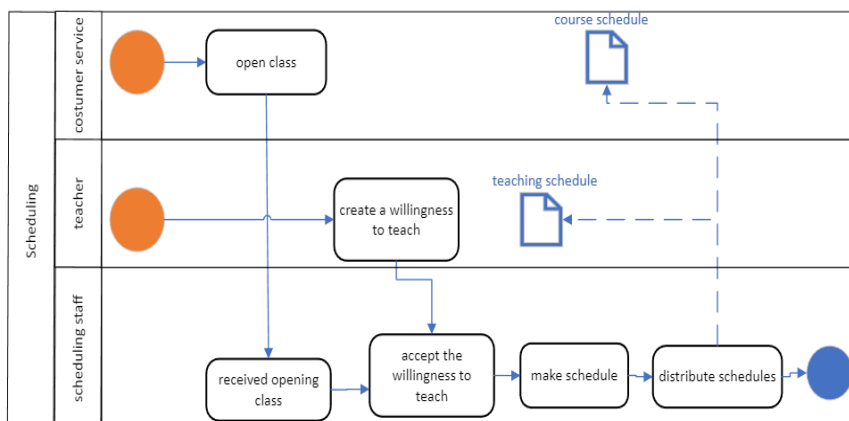 Scheduling
costumer service
open class
course schedule
teacher
create a willingness
to teach
teaching schedule
scheduling staff
received opening
class
accept the
willingness to
teach
make schedule
distribute schedules